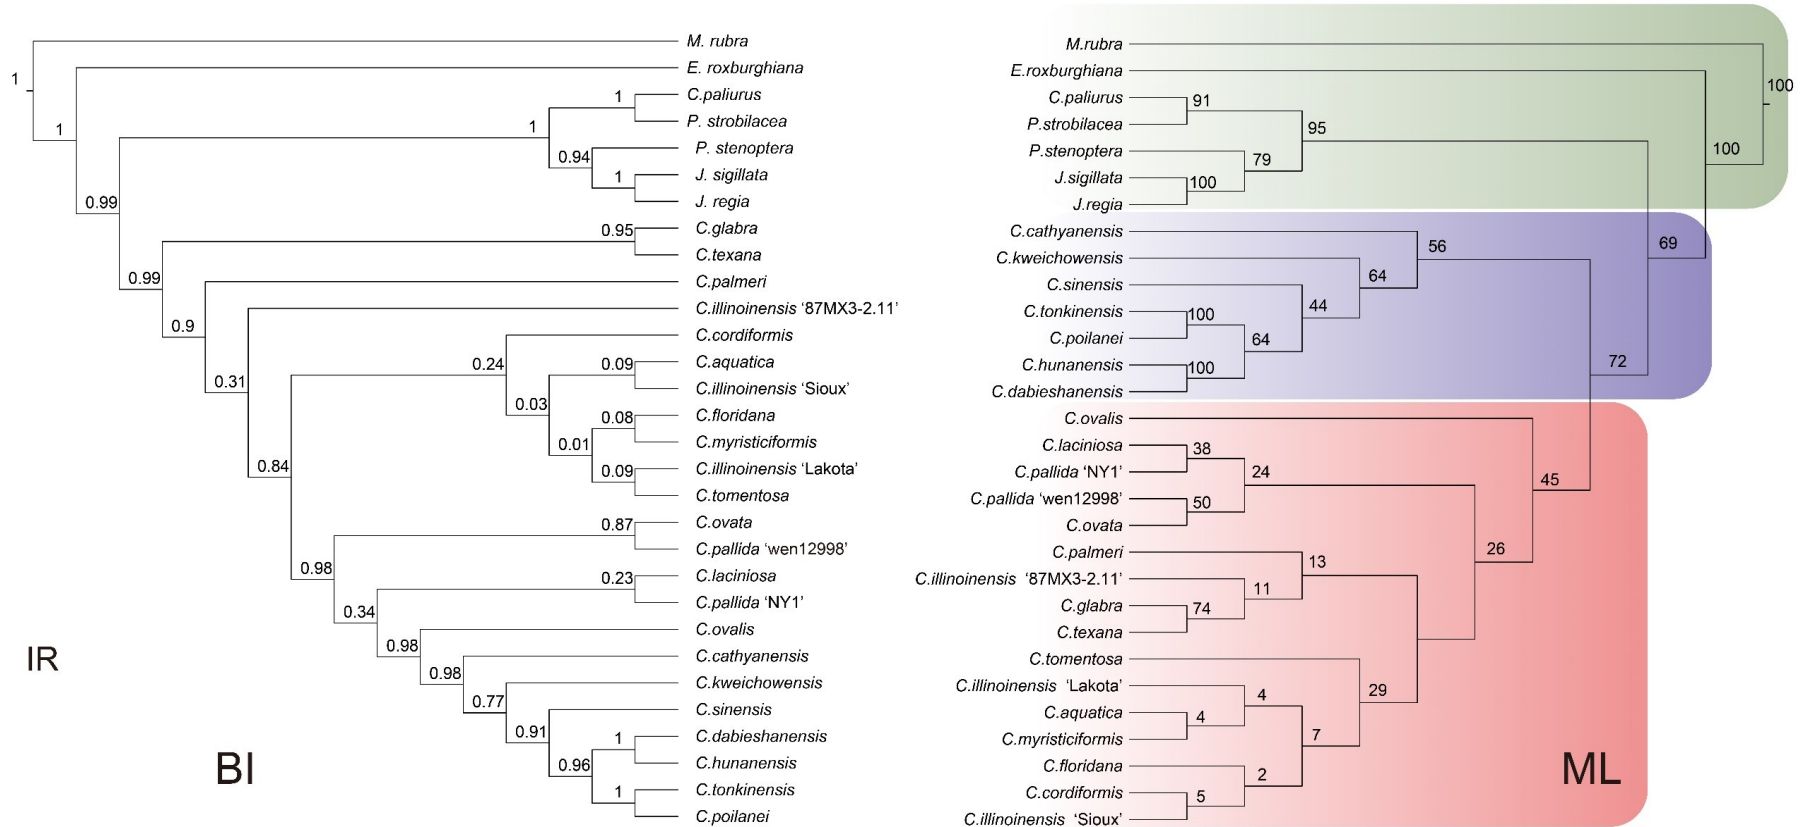 1
M. rubra
1
E. roxburghiana
1
C.paliurus
P. strobilacea
1
0.94
P. stenoptera
1
J. sigillata
J. regia
0.99
0.95
C.glabra
C.texana
0.99
C.palmeri
0.9
C.illinoinensis ‘87MX3-2.11’
0.31
0.24
C.cordiformis
0.09
C.aquatica
C.illinoinensis ‘Sioux’
0.03
0.08
C.floridana
C.myristiciformis
0.01
0.09
C.illinoinensis ‘Lakota’
C.tomentosa
0.84
0.87
C.ovata
C.pallida ‘wen12998’
0.98
0.23
C.laciniosa
C.pallida ‘NY1’
0.34
C.ovalis
0.98
C.cathyanensis
0.98
C.kweichowensis
0.77
C.sinensis
0.91
1
C.dabieshanensis
C.hunanensis
0.96
1
C.tonkinensis
C.poilanei
IR
BI
M.rubra
100
E.roxburghiana
C.paliurus
91
P.strobilacea
95
100
P.stenoptera
79
J.sigillata
100
J.regia
C.cathyanensis
56
69
C.kweichowensis
64
C.sinensis
44
C.tonkinensis
100
C.poilanei
64
C.hunanensis
100
72
C.dabieshanensis
C.ovalis
C.laciniosa
38
C.pallida ‘NY1’
24
45
C.pallida ‘wen12998’
50
C.ovata
C.palmeri
13
26
C.illinoinensis ‘87MX3-2.11’
11
C.glabra
74
C.texana
C.tomentosa
C.illinoinensis ‘Lakota’
4
29
C.aquatica
4
C.myristiciformis
7
C.floridana
2
C.cordiformis
5
C.illinoinensis ‘Sioux’
ML